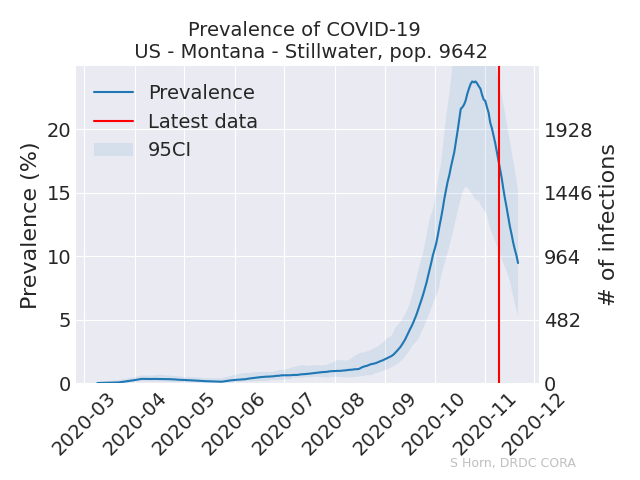 Prevalence of COVID-19
US - Montana - Stillwater, pop. 9642
Prevalence
Latest data
95CI
Prevalence (%)
20
15
10
5
0
1928
1446
964
482
0
# of infections
2020-03
2020-04
2020-05
2020-06
2020-07
2020-08
2020-09
2020-10
2020-11
2020-12
S Horn, DRDC CORA